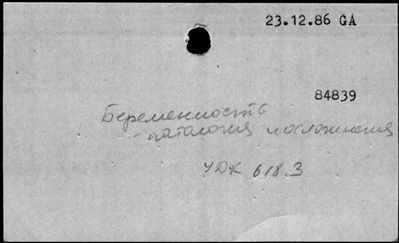 23.12.86 GA
84839
Беременность
- патология и осложнения
УДК 618.3